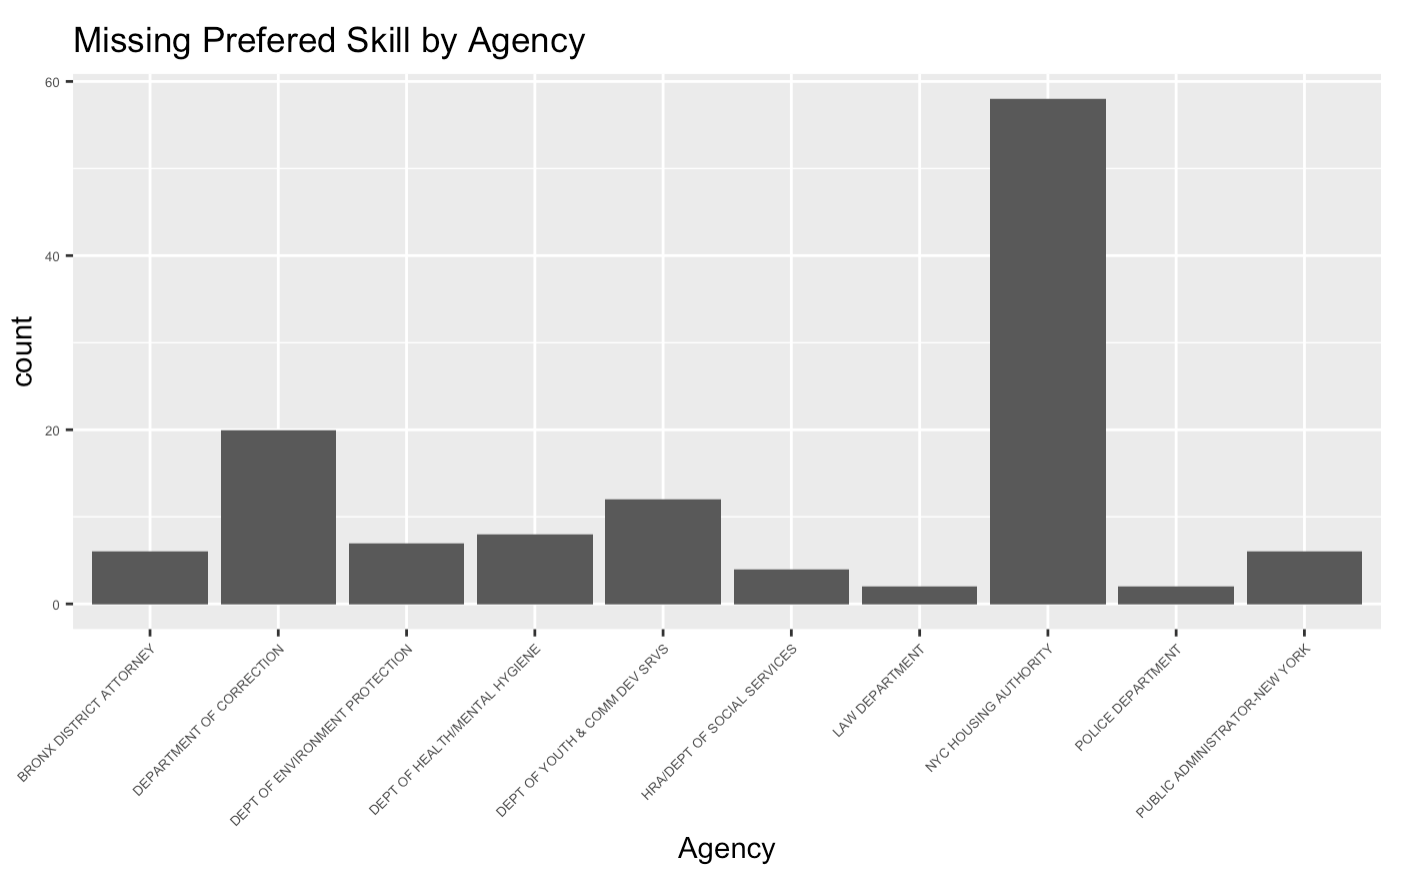 Missing Prefered Skill by Agency
60
40
20
0
count
BRONX DISTRICT ATTORNEY
DEPARTMENT OF CORRECTION
DEPT OF ENVIRONMENT PROTECTION
DEPT OF HEALTH/MENTAL HYGIENE
DEPT OF YOUTH & COMM DEV SRVS
HRA/DEPT OF SOCIAL SERVICES
LAW DEPARTMENT
NYC HOUSING AUTHORITY
POLICE DEPARTMENT
PUBLIC ADMINISTRATOR-NEW YORK
Agency